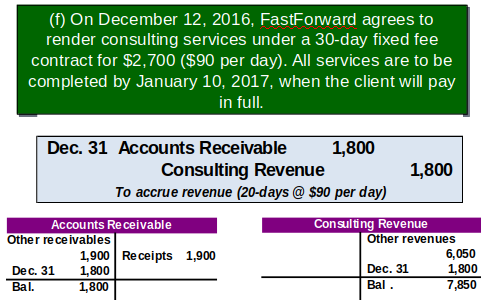 (f) On December 12, 2016, FastForward agrees to
render consulting services under a 30-day fixed fee
contract for $2,700 ($90 per day). All services are to be
completed by January 10, 2017, when the client will pay
in full.
Dec. 31 Accounts Receivable 1,800
Consulting Revenue 1,800
To accrue revenue (20-days @ $90 per day)
Accounts Receivable
Other receivables
1,900 Receipts 1,900
Dec. 31 1,800
Bal. 1,800
Consulting Revenue
Other revenues
6,050
Dec. 31 1,800
Bal . 7,850